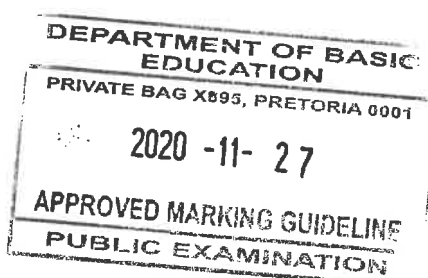 DEPARTMENT OF BASIC
EDUCATION
PRIVATE BAG X895, PRETORIA 0001
2020 -11- 27
APPROVED MARKING GUIDELINE
PUBLIC EXAMINATION